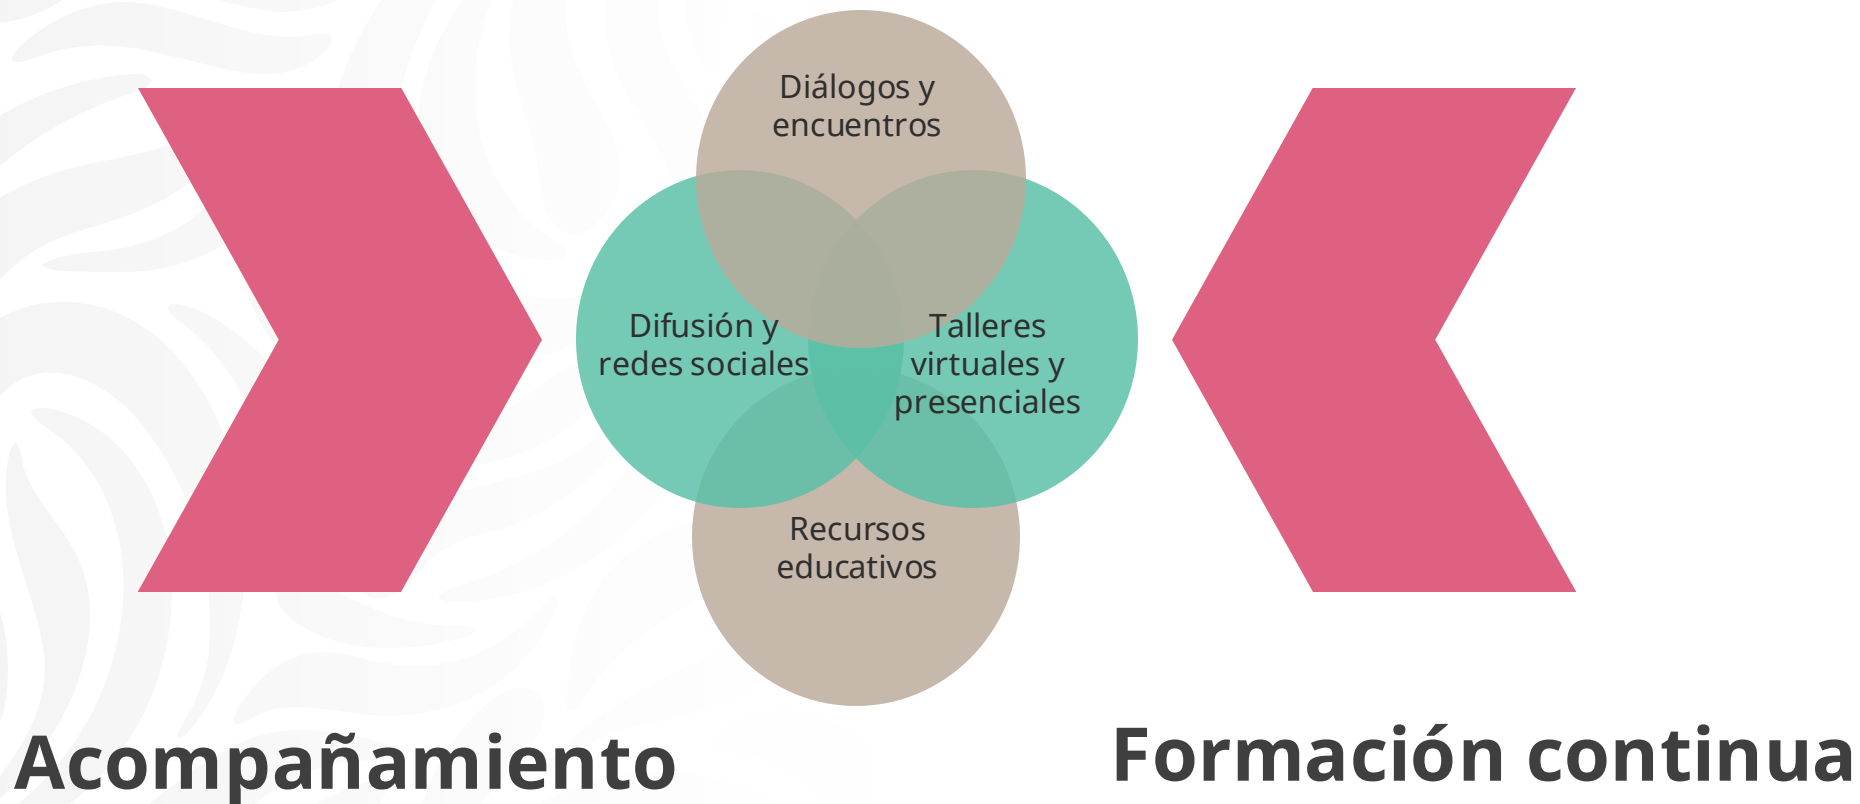 Diálogos y
encuentros
Difusión y
redes sociales
Talleres
virtuales y
presenciales
Recursos
educativos
Acompañamiento
Formación continua